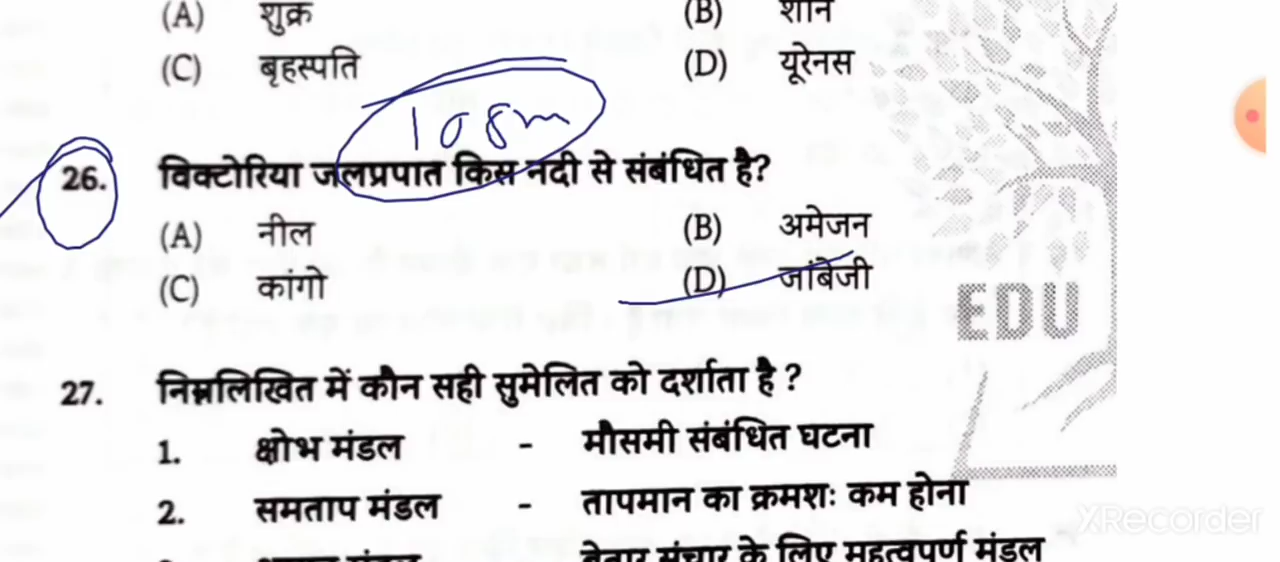 (A) शुक्र (B) शनि
(C) बृहस्पति (D) यूरेनस
108m
26. विक्टोरिया जलप्रपात किस नदी से संबंधित है?
(A) नील (B) अमेजन
(C) कांगो (D) जांबेजी
EDU
27. निम्नलिखित में कौन सही सुमेलित को दर्शाता है ?
1. क्षोभ मंडल - मौसमी संबंधित घटना
2. समताप मंडल - तापमान का क्रमशः कम होना
XRecorder
मंडल बेतार संचार के लिए महत्वपूर्ण मंडल